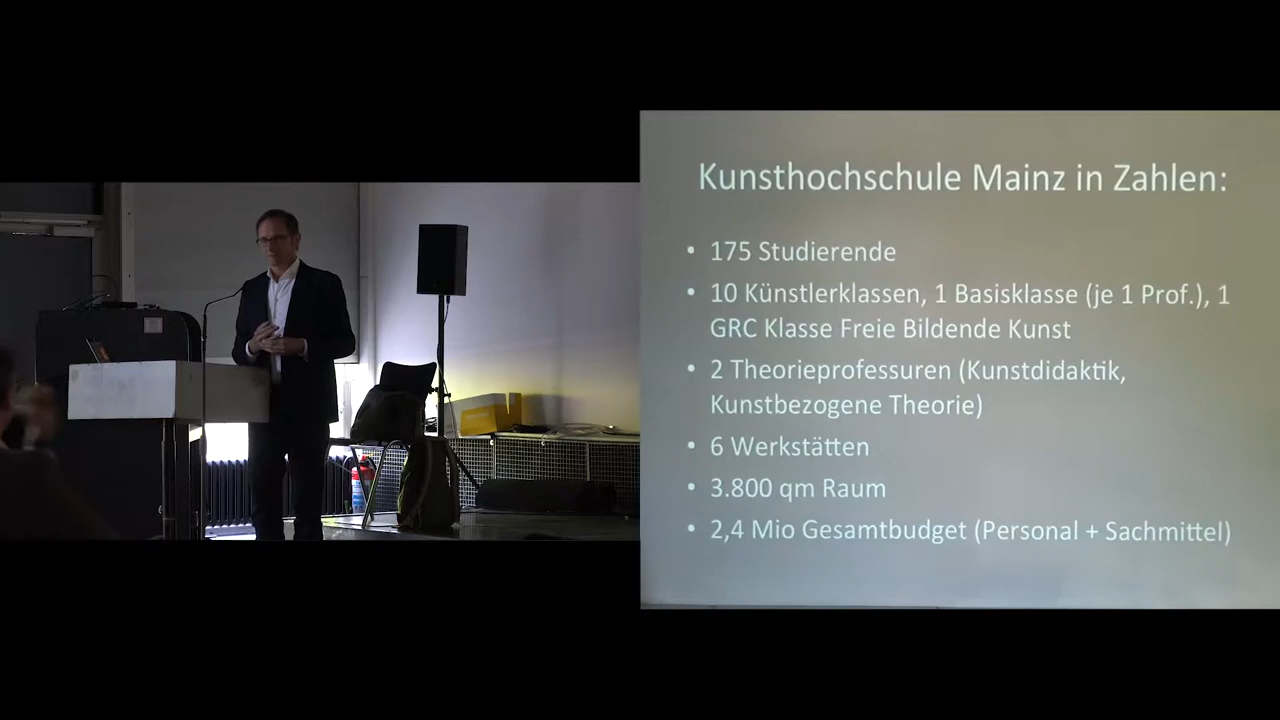 Kunsthochschule Mainz in Zahlen:
• 175 Studierende
• 10 Künstlerklassen, 1 Basisklasse (je 1 Prof.), 1
GRC Klasse Freie Bildende Kunst
• 2 Theorieprofessuren (Kunstdidaktik,
Kunstbezogene Theorie)
• 6 Werkstätten
• 3.800 qm Raum
• 2,4 Mio Gesamtbudget (Personal + Sachmittel)